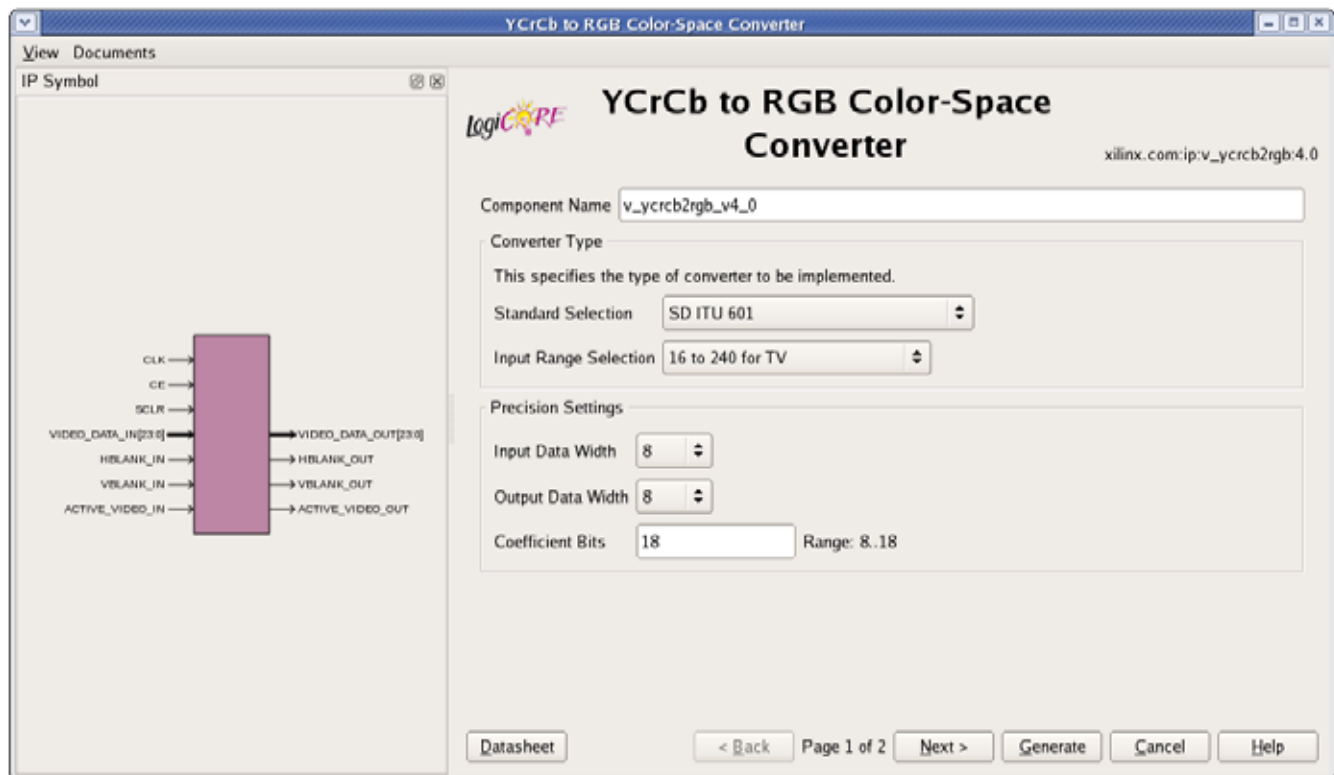 YCrCb to RGB Color-Space Converter
View Documents
IP Symbol
CLK
CE
SCLR
VIDEO_DATA_IN[23:0]
HBLANK_IN
VBLANK_IN
ACTIVE_VIDEO_IN
VIDEO_DATA_OUT[23:0]
HBLANK_OUT
VBLANK_OUT
ACTIVE_VIDEO_OUT
LogiCORE
YCrCb to RGB Color-Space
Converter
xilinx.com:ip:v_ycrcb2rgb:4.0
Component Name v_ycrcb2rgb_v4_0
Converter Type
This specifies the type of converter to be implemented.
Standard Selection SD ITU 601
Input Range Selection 16 to 240 for TV
Precision Settings
Input Data Width 8
Output Data Width 8
Coefficient Bits 18 Range: 8..18
Datasheet < Back Page 1 of 2 Next > Generate Cancel Help